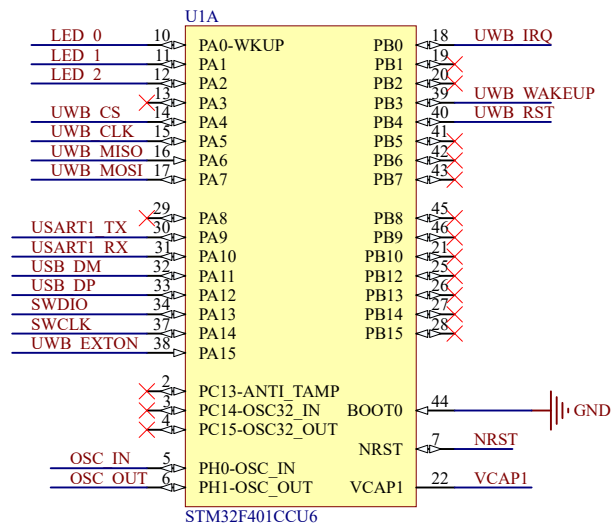 U1A
LED_0 10 PA0-WKUP PB0 18 UWB_IRQ
LED_1 11 PA1 PB1 19
LED_2 12 PA2 PB2 20
13 PA3 PB3 39 UWB_WAKEUP
UWB_CS 14 PA4 PB4 40 UWB_RST
UWB_CLK 15 PA5 PB5 41
UWB_MISO 16 PA6 PB6 42
UWB_MOSI 17 PA7 PB7 43
29 PA8 PB8 45
USART1_TX 30 PA9 PB9 46
USART1_RX 31 PA10 PB10 21
USB_DM 32 PA11 PB12 25
USB_DP 33 PA12 PB13 26
SWDIO 34 PA13 PB14 27
SWCLK 37 PA14 PB15 28
UWB_EXTON 38 PA15
2 PC13-ANTI_TAMP
3 PC14-OSC32_IN BOOT0 44 GND
4 PC15-OSC32_OUT
NRST 7 NRST
OSC_IN 5 PH0-OSC_IN
OSC_OUT 6 PH1-OSC_OUT VCAP1 22 VCAP1
STM32F401CCU6